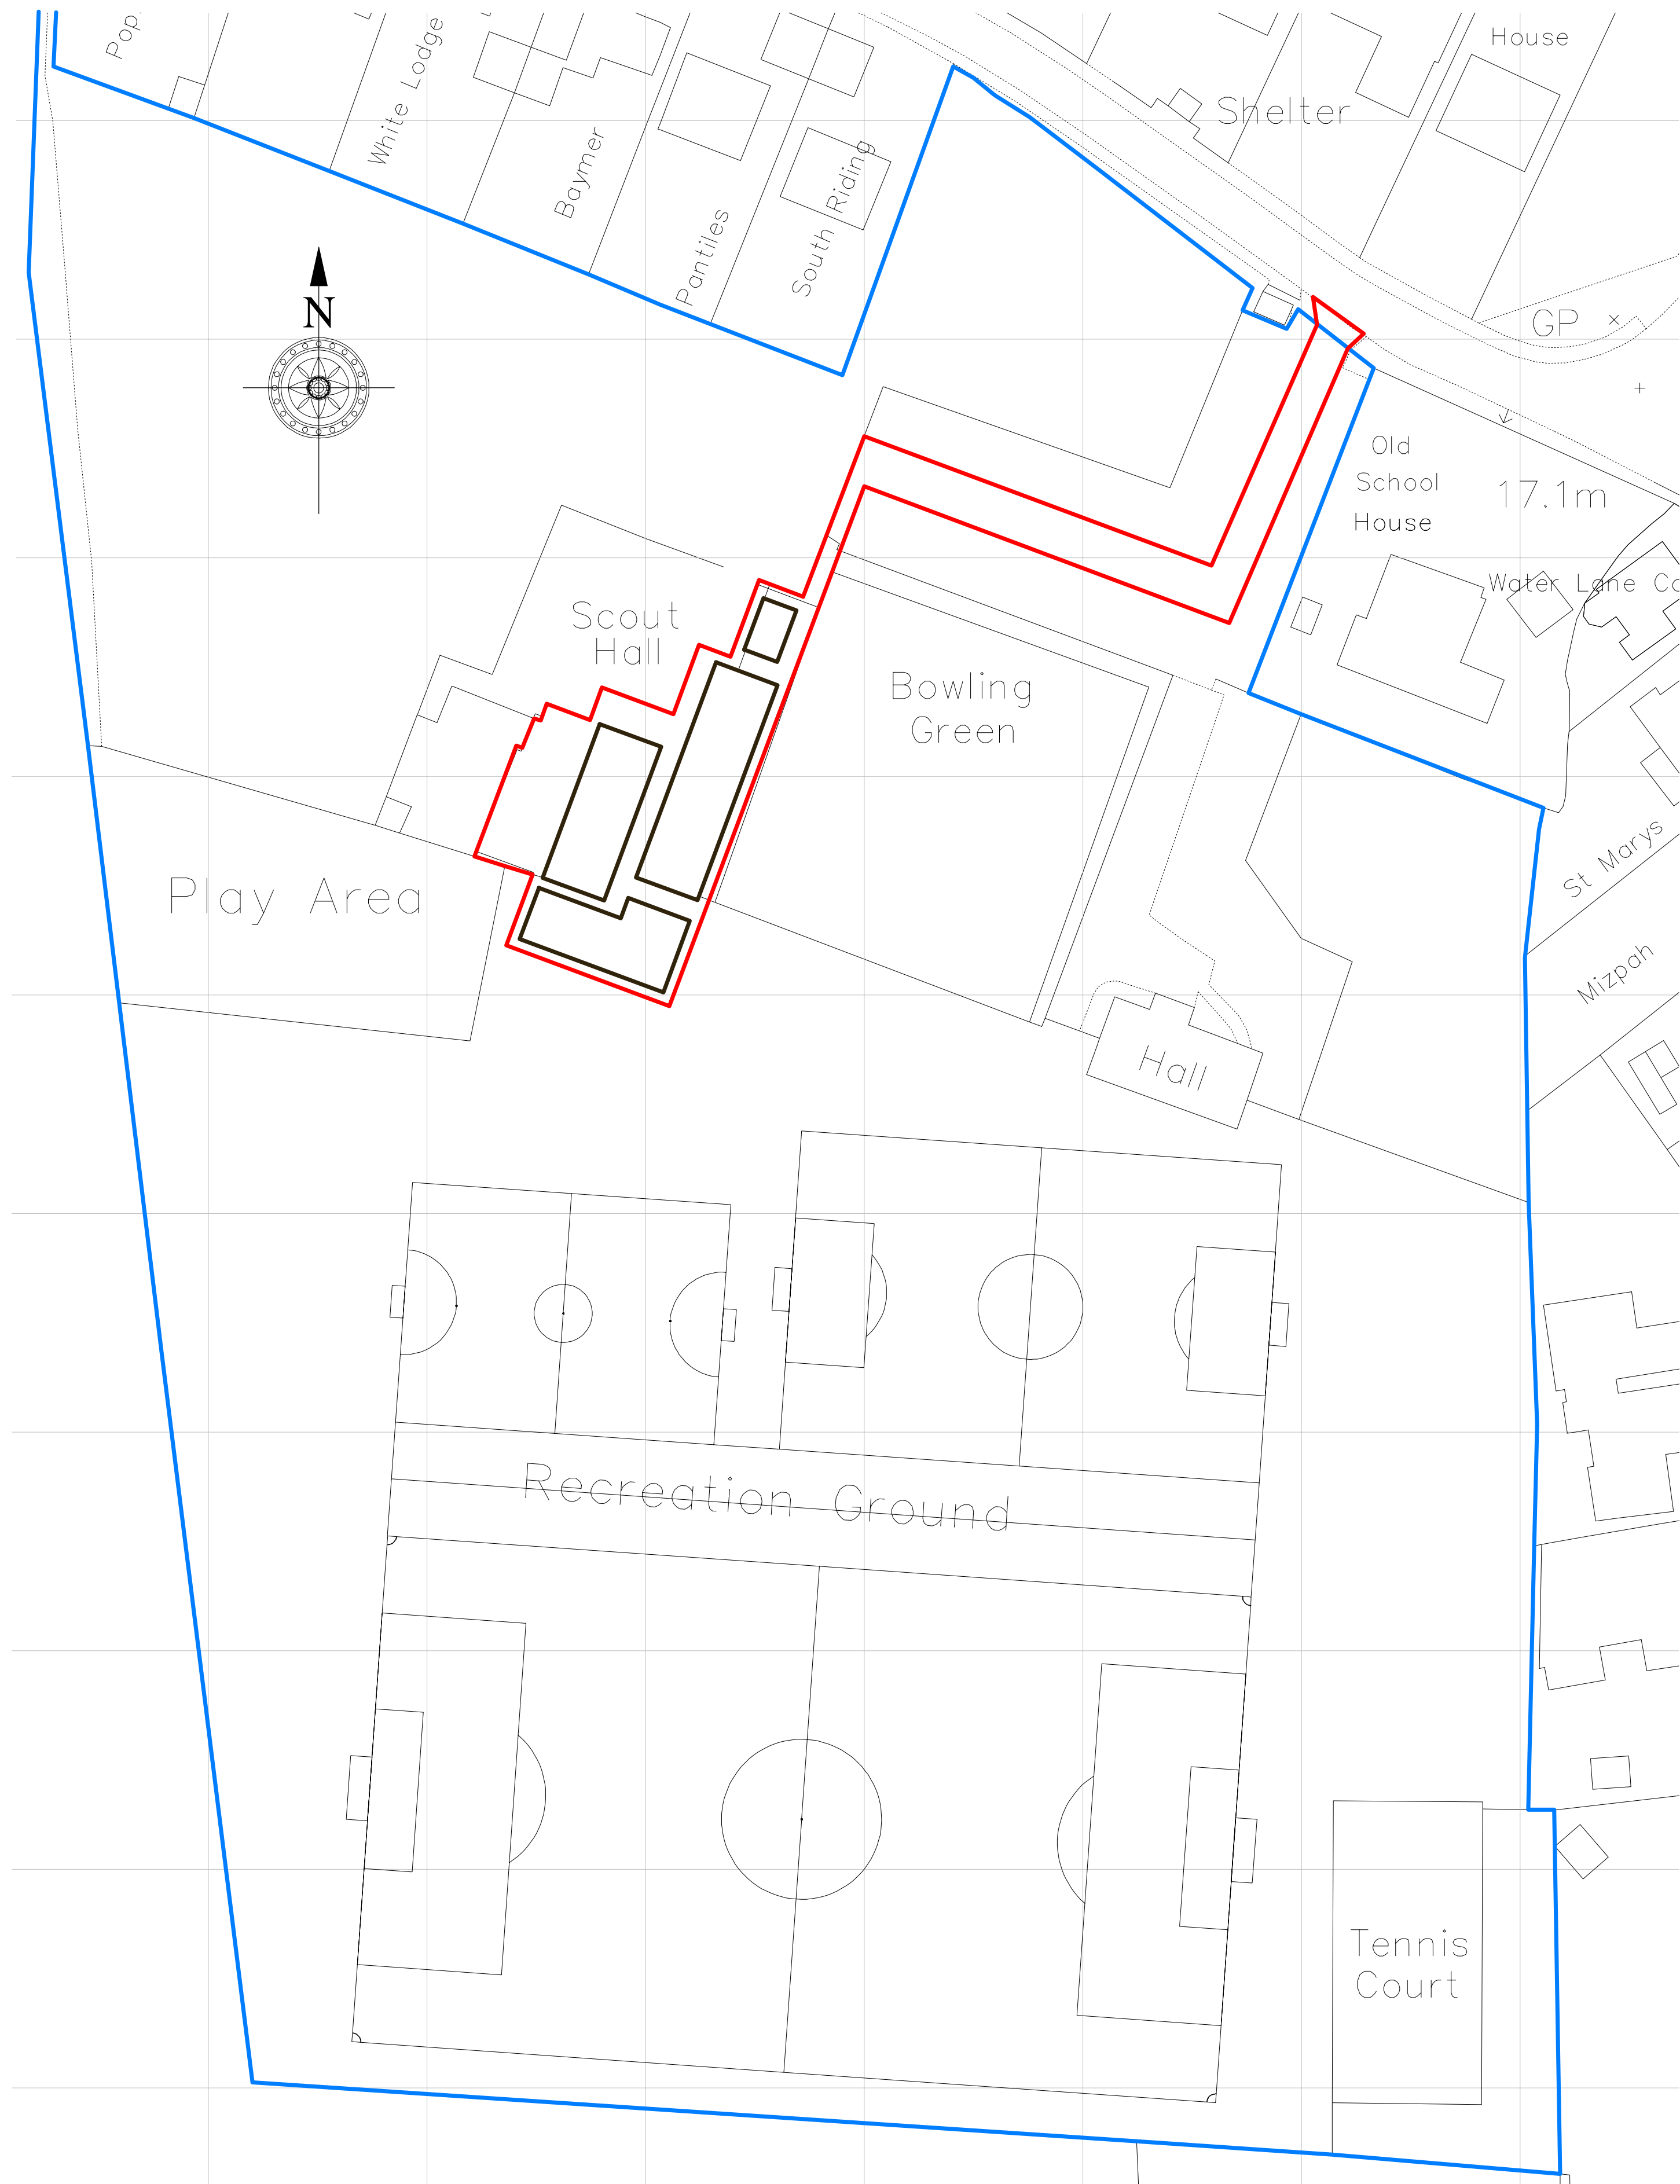 House
White Lodge
Shelter
Baymer
South Riding
Pantiles
N
GP
Old
School
House
17.1m
Water Lane
Scout
Hall
Bowling
Green
Play Area
St Marys
Mizpah
Hall
Recreation Ground
Tennis
Court